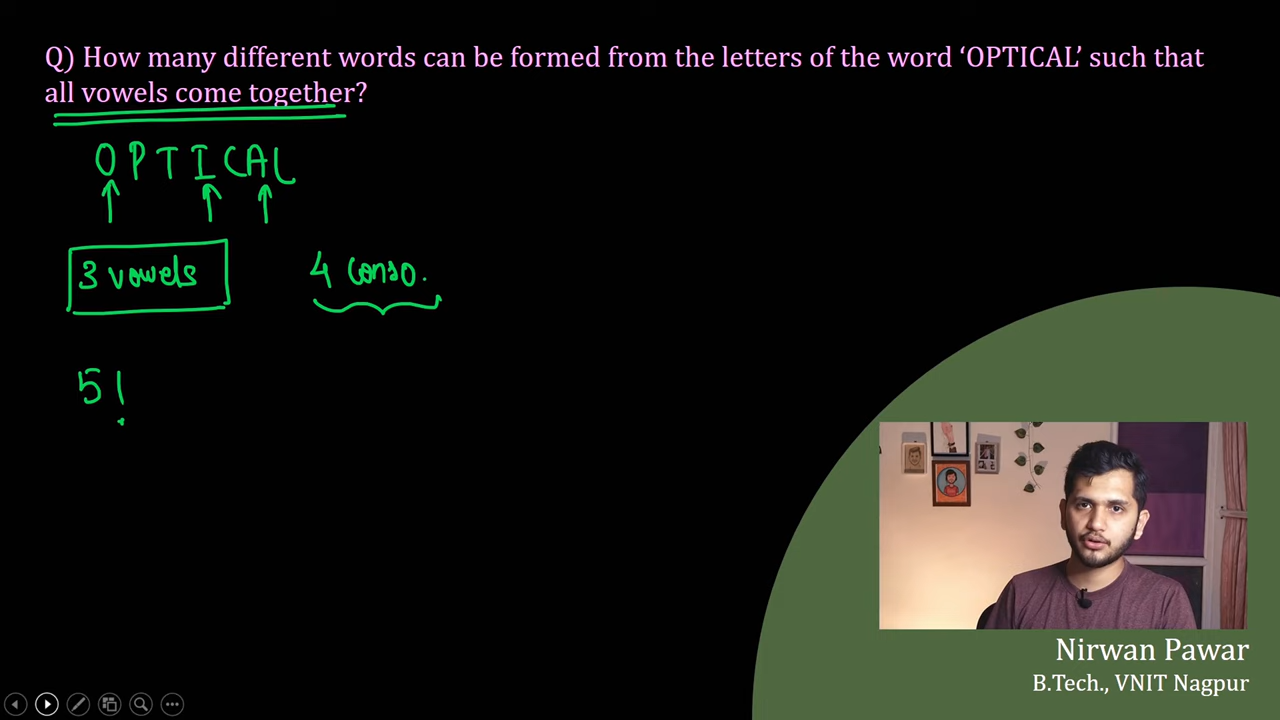 Q) How many different words can be formed from the letters of the word ‘OPTICAL’ such that
all vowels come together?
OPTICAL
3 vowels 4 conso.
5!
Nirwan Pawar
B.Tech., VNIT Nagpur